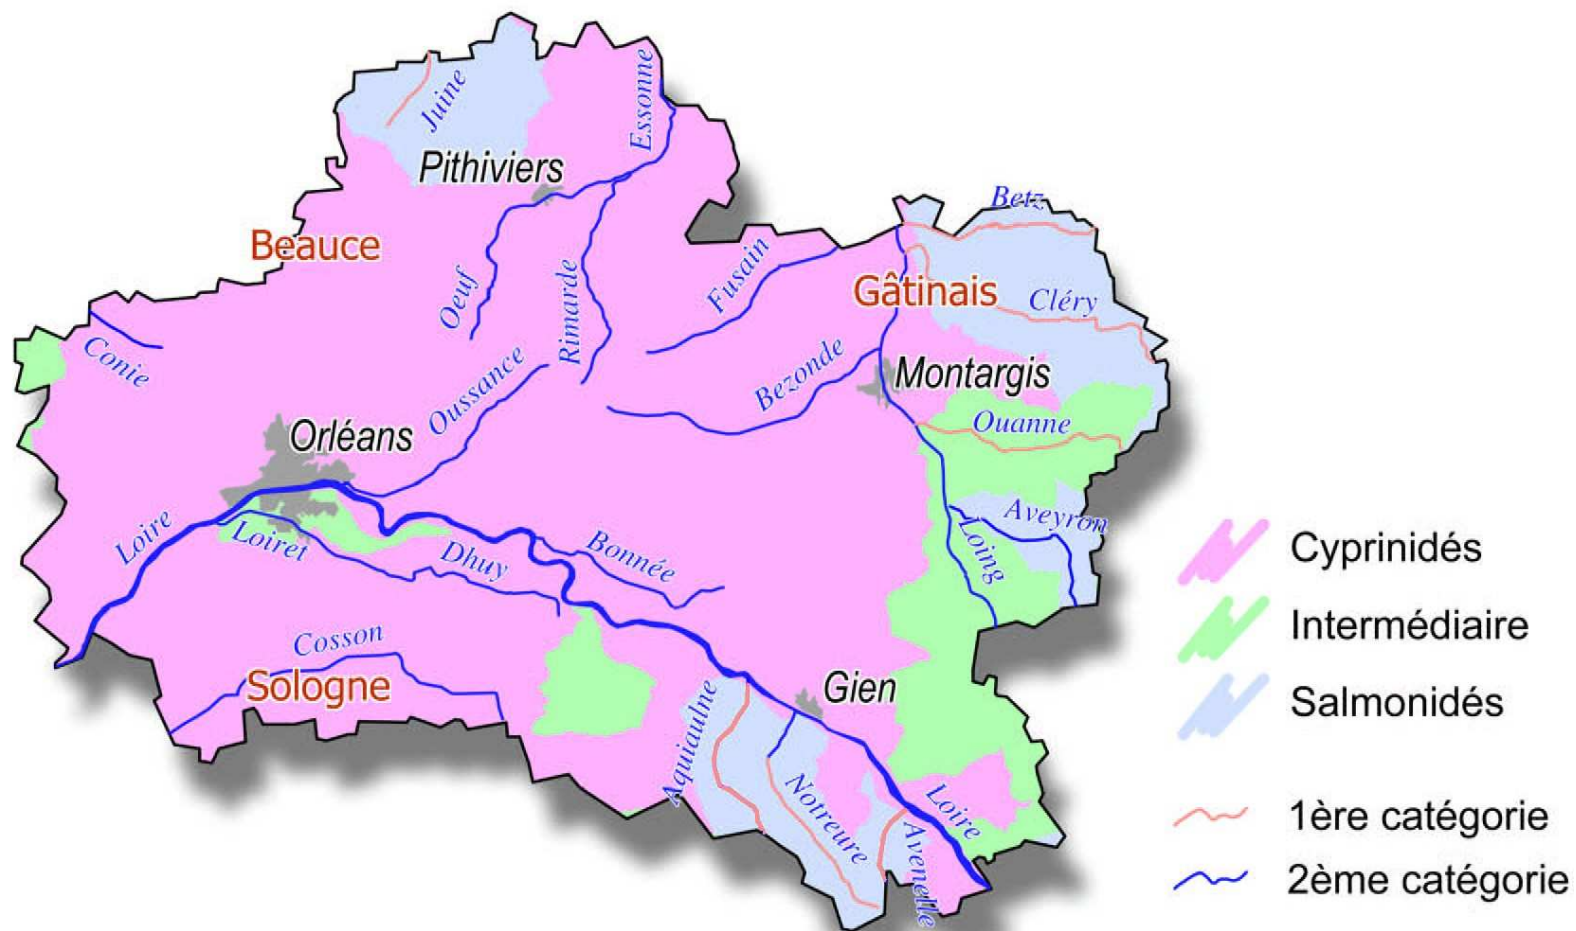 Juine
Essonne
Pithiviers
Betz
Beauce
Oeuf
Rimarde
Fusain
Gâtinais
Cléry
Conie
Oussance
Bezonde
Montargis
Orléans
Ouanne
Loire
Loiret
Dhuy
Bonnée
Loing
Aveyron
Cosson
Sologne
Gien
Aquiaulne
Notreure
Avenelle
Loire
Cyprinidés
Intermédiaire
Salmonidés
1ère catégorie
2ème catégorie